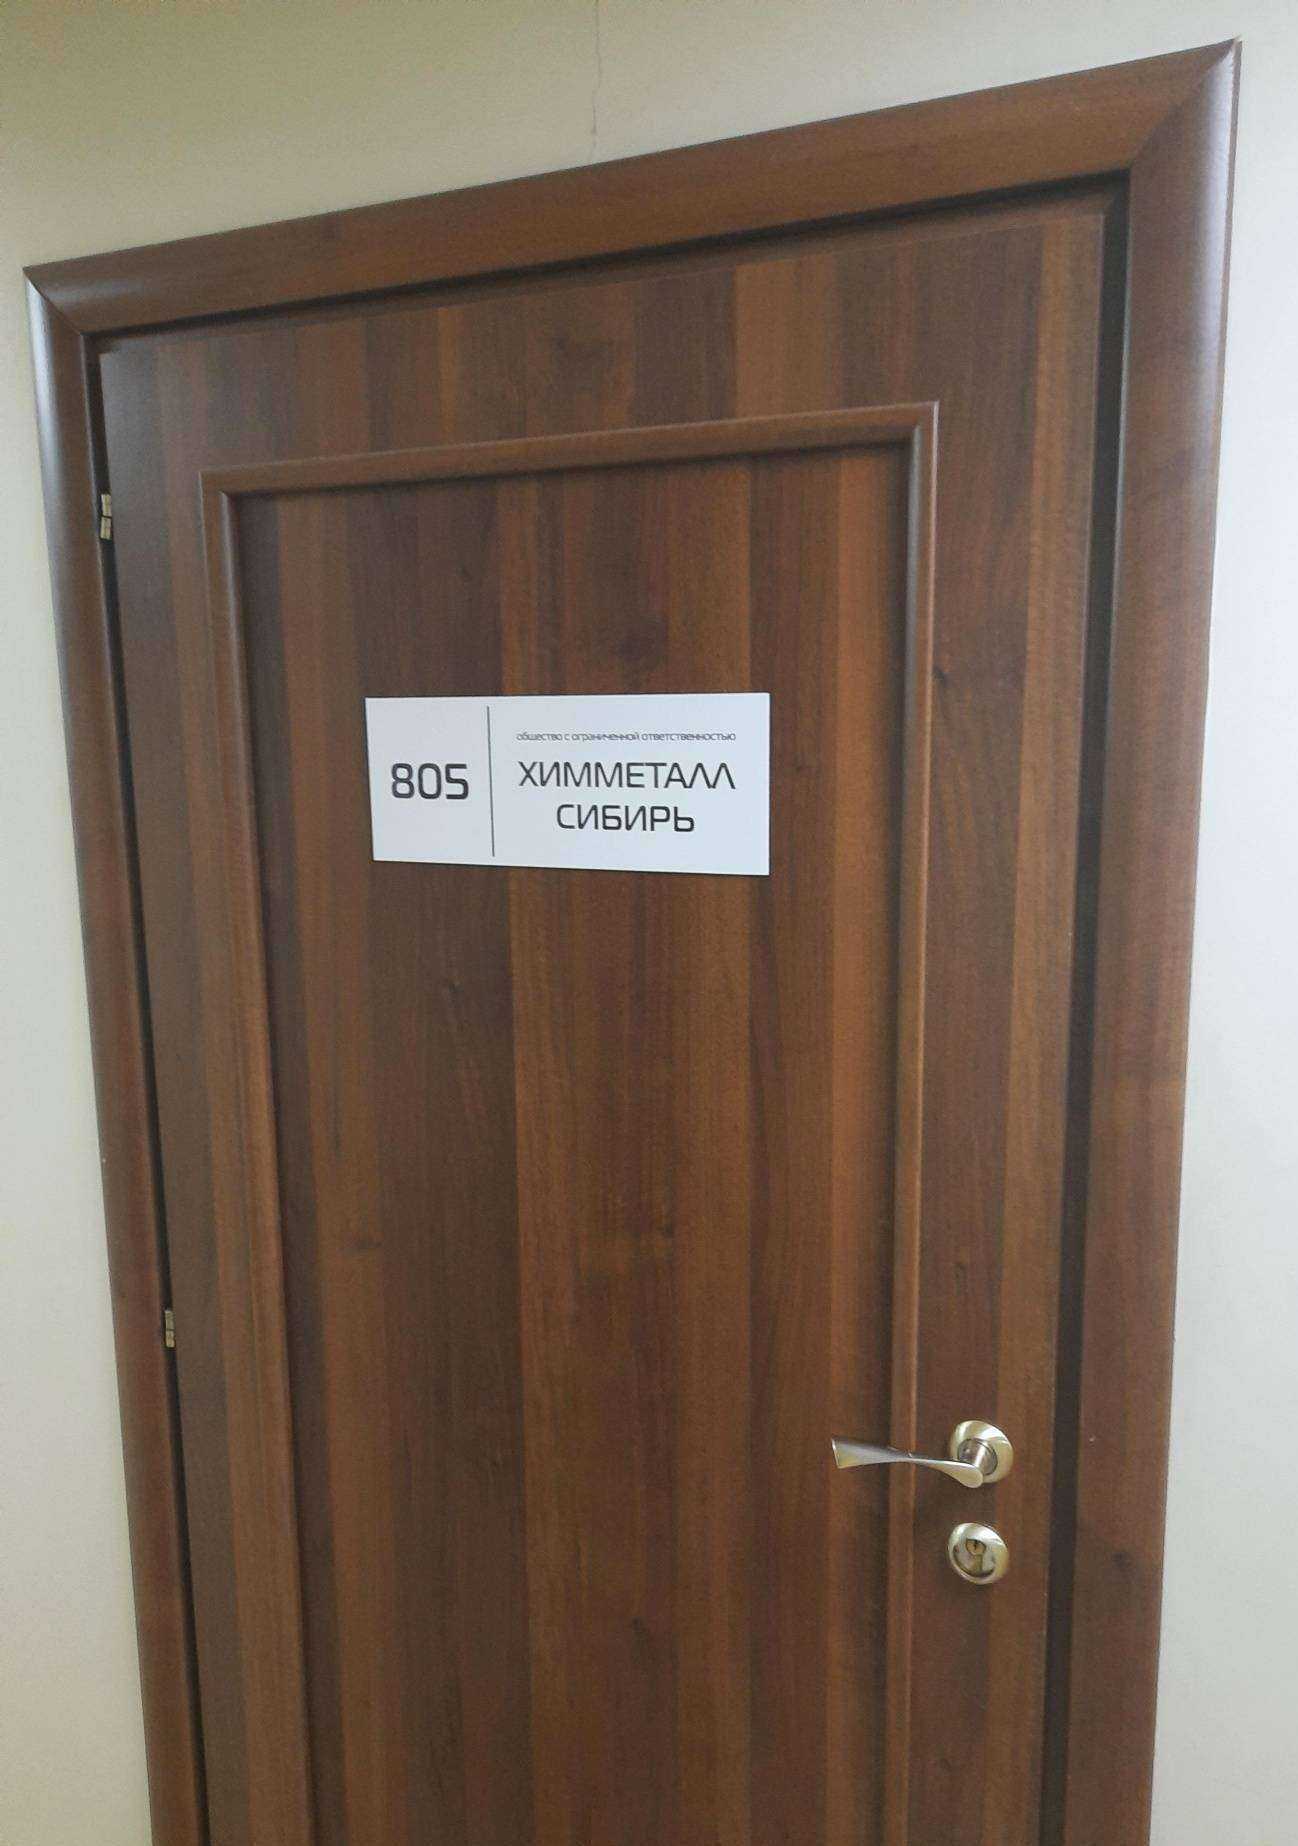 805
общество с ограниченной ответственностью
ХИММЕТАЛЛ
СИБИРЬ